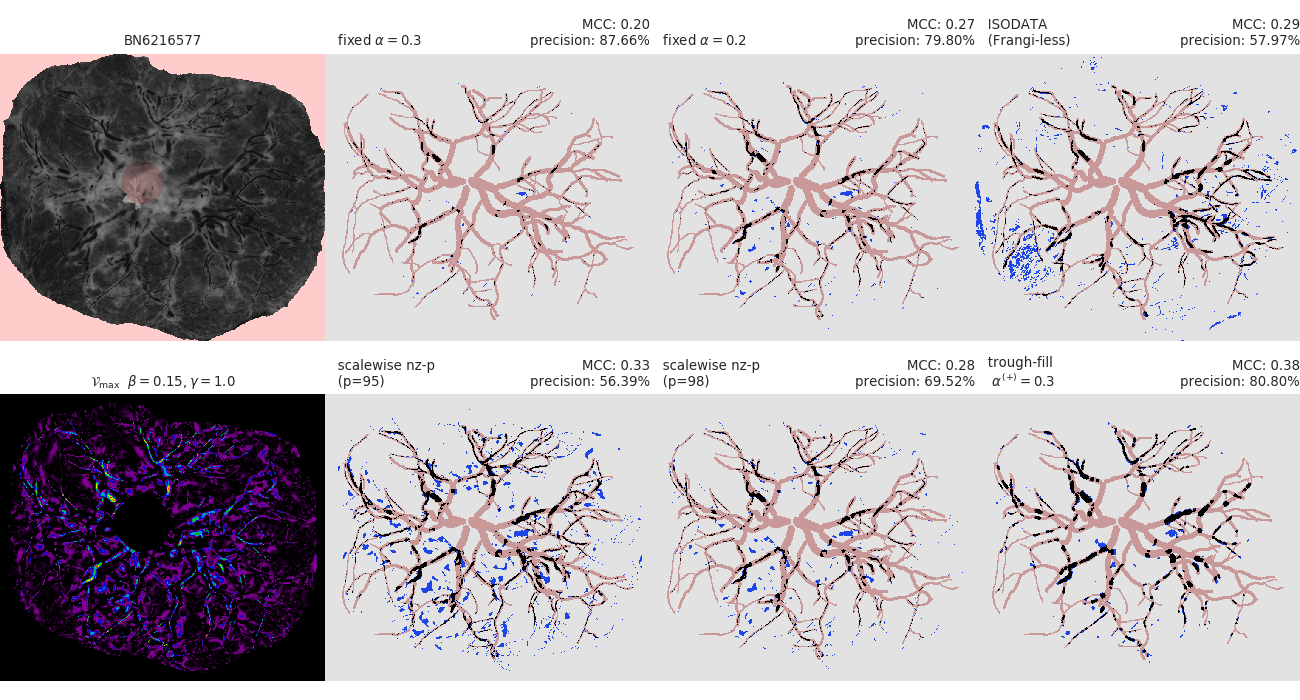 BN6216577
fixed α = 0.3
MCC: 0.20
precision: 87.66%
fixed α = 0.2
MCC: 0.27
precision: 79.80%
ISODATA
(Frangi-less)
MCC: 0.29
precision: 57.97%
𝒱max β = 0.15, γ = 1.0
scalewise nz-p
(p=95)
MCC: 0.33
precision: 56.39%
scalewise nz-p
(p=98)
MCC: 0.28
precision: 69.52%
trough-fill
α(+) = 0.3
MCC: 0.38
precision: 80.80%